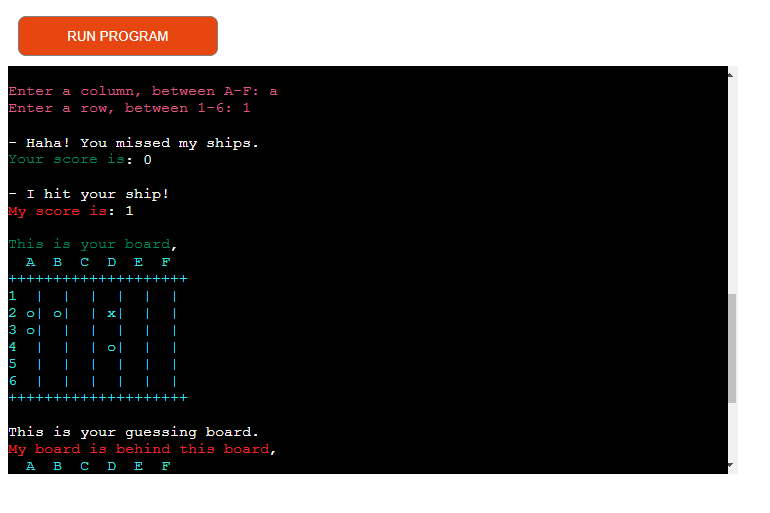 RUN PROGRAM
Enter a column, between A-F: a
Enter a row, between 1-6: 1
- Haha! You missed my ships.
Your score is: 0
- I hit your ship!
My score is: 1
This is your board,
  A  B  C  D  E  F
++++++++++++++++++++
1  |  |  |  |  |  |
2 o| o|  | x|  |  |
3 o|  |  |  |  |  |
4  |  |  | o|  |  |
5  |  |  |  |  |  |
6  |  |  |  |  |  |
++++++++++++++++++++
This is your guessing board.
My board is behind this board,
  A  B  C  D  E  F